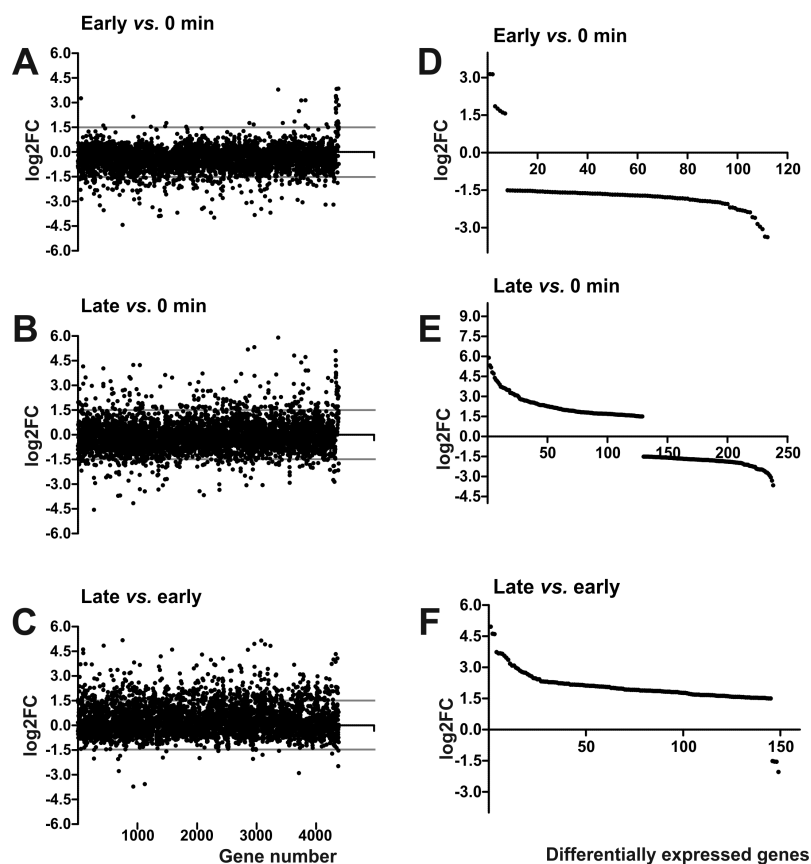 Early vs. 0 min
A
log2FC
6.0
4.5
3.0
1.5
0.0
-1.5
-3.0
-4.5
-6.0
Early vs. 0 min
D
log2FC
3.0
1.5
0.0
-1.5
-3.0
20 40 60 80 100 120
Late vs. 0 min
B
log2FC
6.0
4.5
3.0
1.5
0.0
-1.5
-3.0
-4.5
-6.0
Late vs. 0 min
E
log2FC
9.0
7.5
6.0
4.5
3.0
1.5
0.0
-1.5
-3.0
-4.5
50 100 150 200 250
Late vs. early
C
log2FC
6.0
4.5
3.0
1.5
0.0
-1.5
-3.0
-4.5
-6.0
1000 2000 3000 4000
Gene number
Late vs. early
F
log2FC
6.0
4.5
3.0
1.5
0.0
-1.5
-3.0
50 100 150
Differentially expressed genes